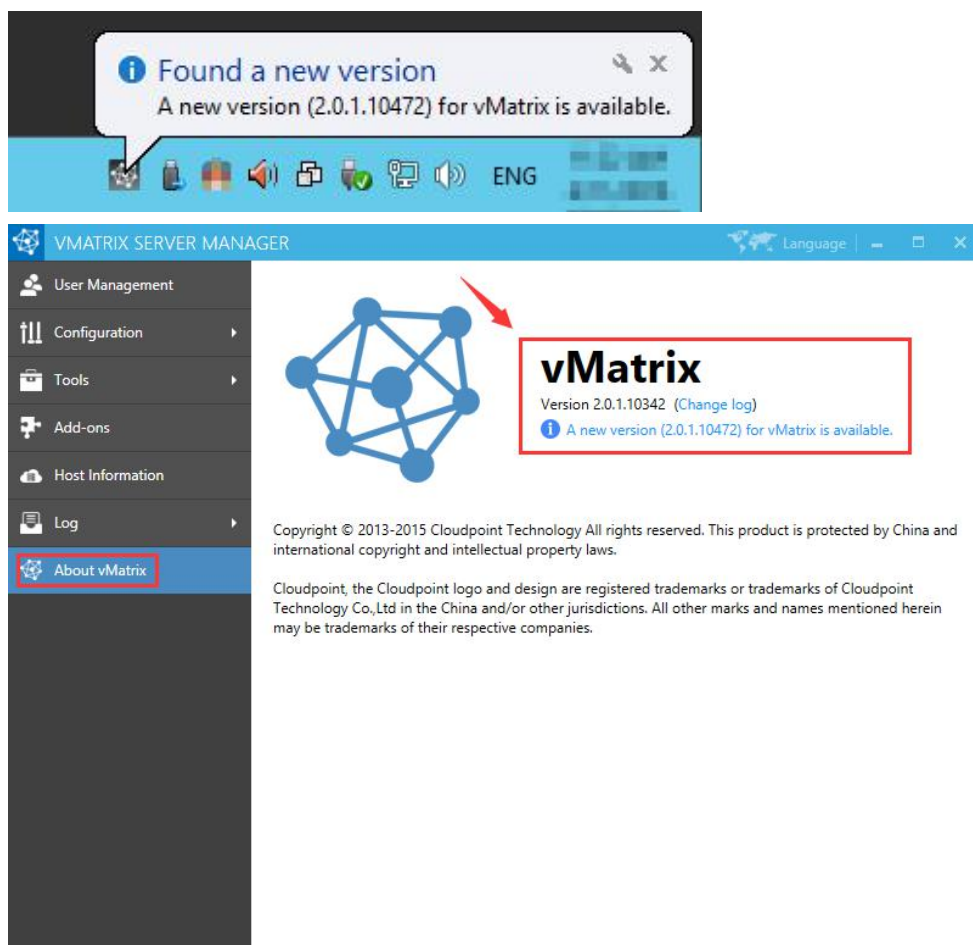 Found a new version
A new version (2.0.1.10472) for vMatrix is available.
ENG
VMATRIX SERVER MANAGER
Language
User Management
Configuration
Tools
Add-ons
Host Information
Log
About vMatrix
vMatrix
Version 2.0.1.10342 (Change log)
A new version (2.0.1.10472) for vMatrix is available.
Copyright © 2013-2015 Cloudpoint Technology All rights reserved. This product is protected by China and
international copyright and intellectual property laws.
Cloudpoint, the Cloudpoint logo and design are registered trademarks or trademarks of Cloudpoint
Technology Co.,Ltd in the China and/or other jurisdictions. All other marks and names mentioned herein
may be trademarks of their respective companies.